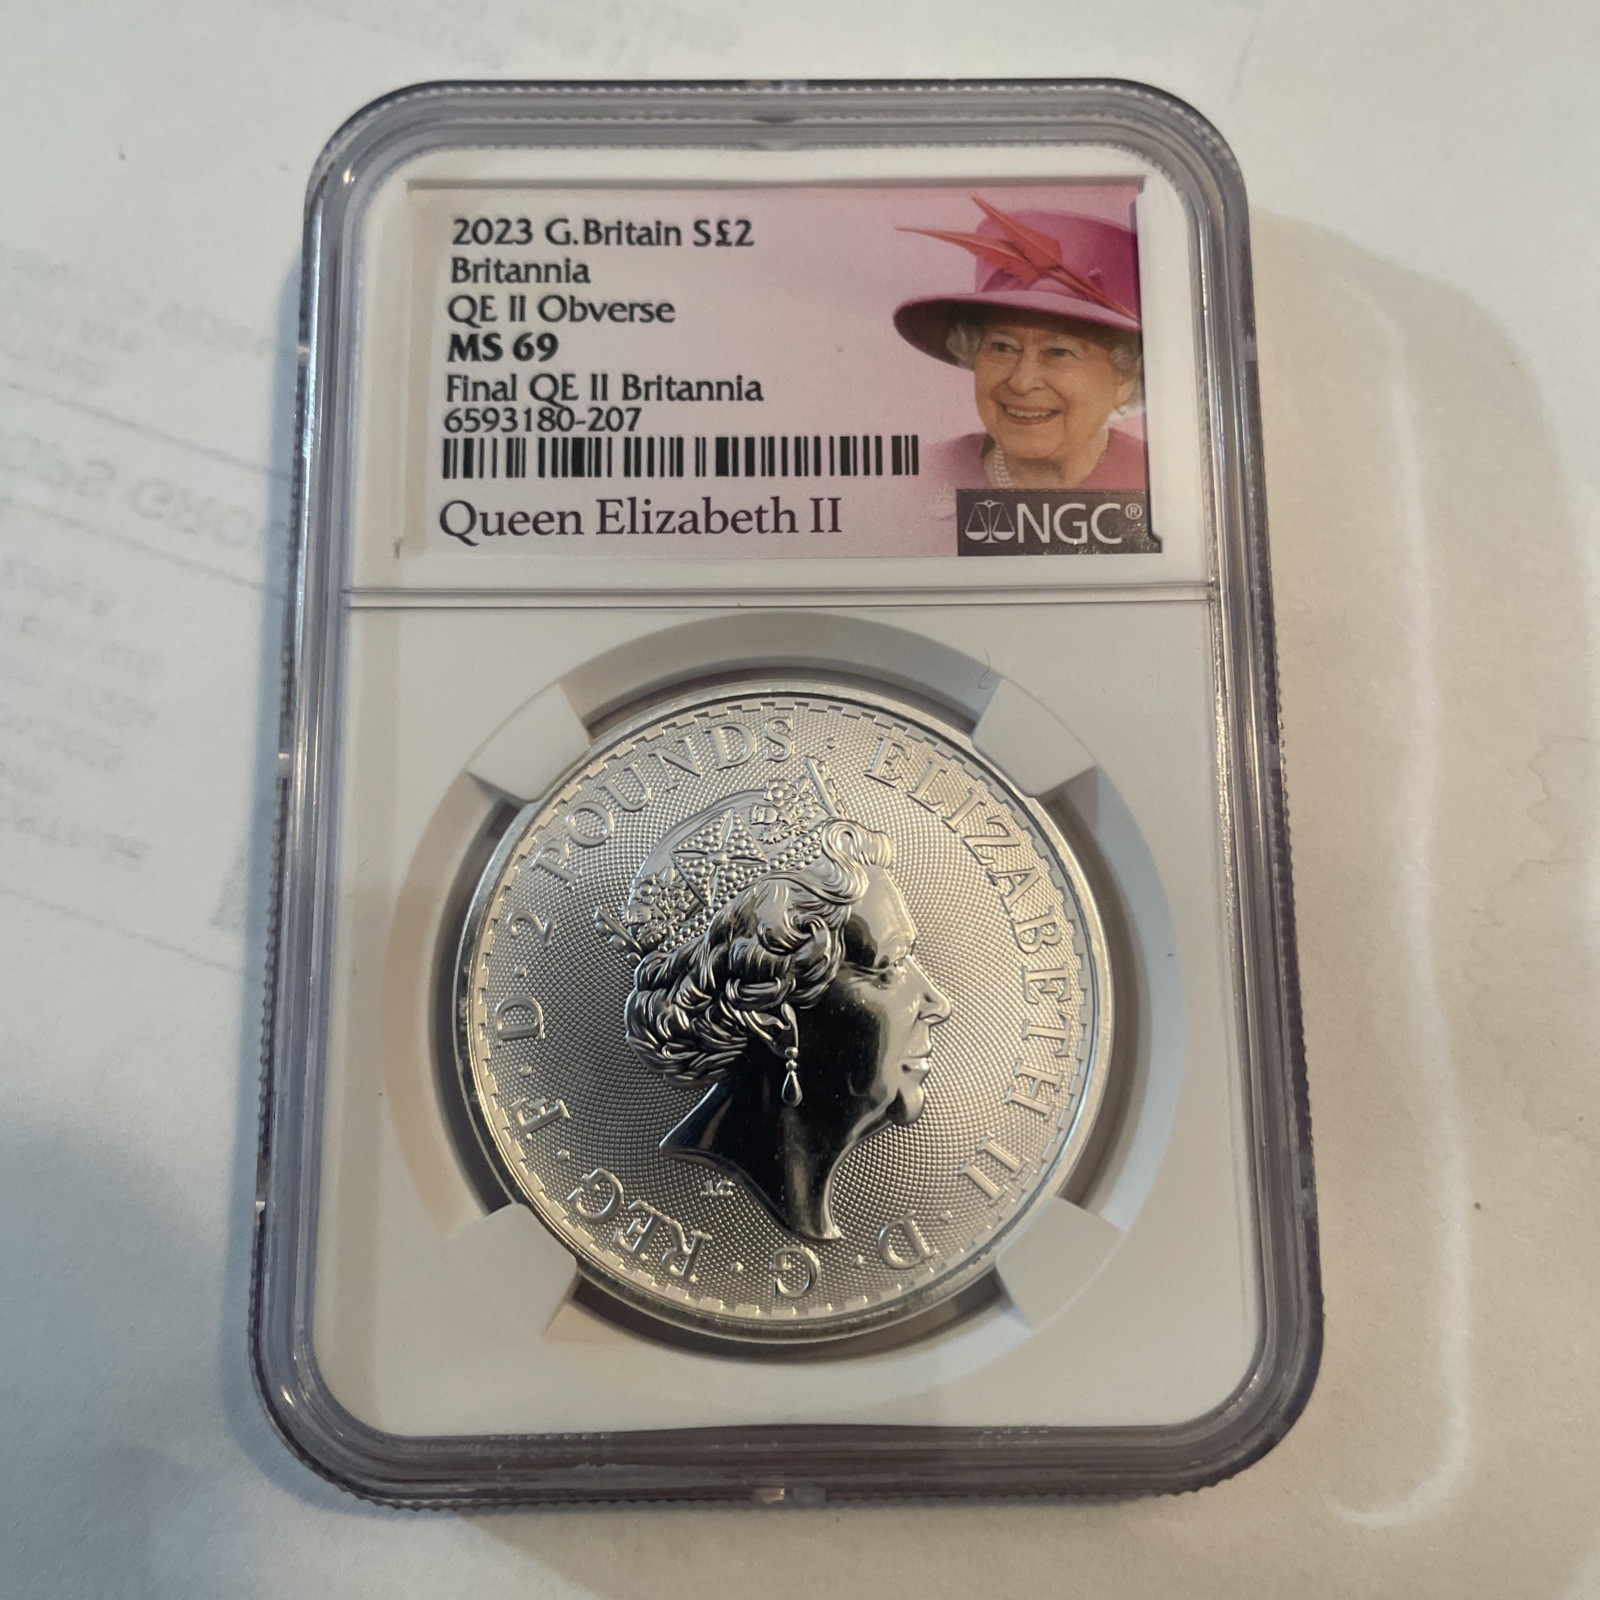 2023 G.Britain S£2
Britannia
QE II Obverse
MS 69
Final QE II Britannia
6593180-207
Queen Elizabeth II
NGC®
ELIZABETH II · D · G · REG · F · D · 2 POUNDS ·
JC